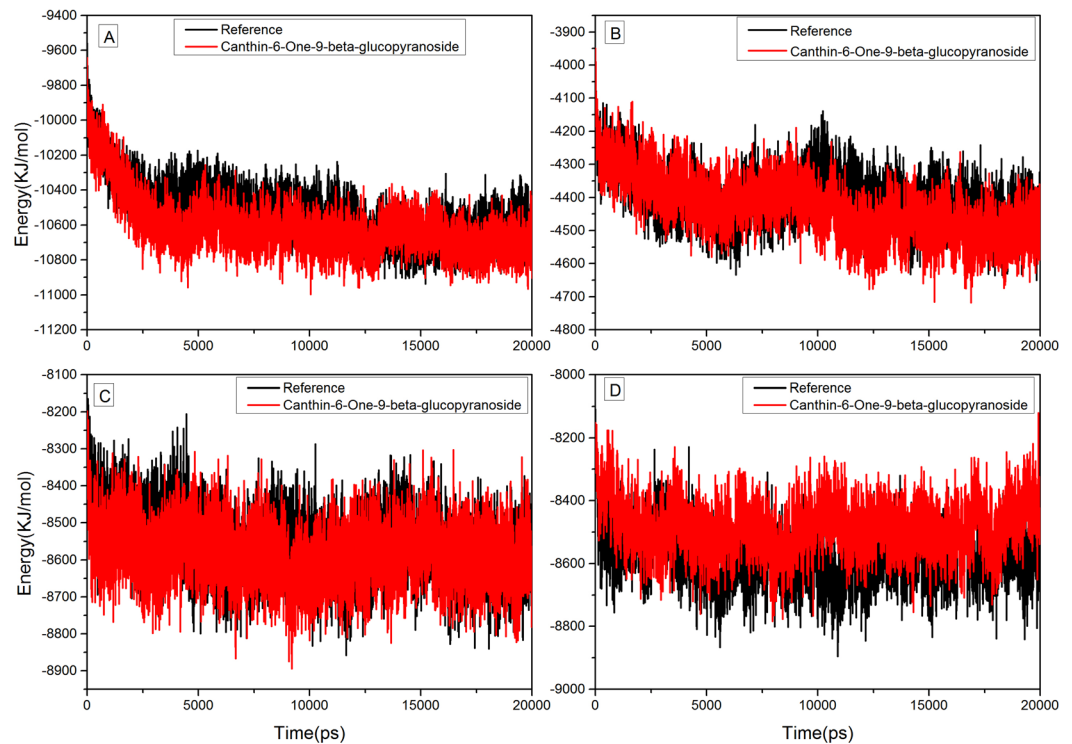 A
Reference
Canthin-6-One-9-beta-glucopyranoside
-9400
-9600
-9800
-10000
-10200
-10400
-10600
-10800
-11000
-11200
Energy(KJ/mol)
0 5000 10000 15000 20000
B
Reference
Canthin-6-One-9-beta-glucopyranoside
-3900
-4000
-4100
-4200
-4300
-4400
-4500
-4600
-4700
-4800
Energy(KJ/mol)
0 5000 10000 15000 20000
C
Reference
Canthin-6-One-9-beta-glucopyranoside
-8100
-8200
-8300
-8400
-8500
-8600
-8700
-8800
-8900
Energy(KJ/mol)
0 5000 10000 15000 20000
Time(ps)
D
Reference
Canthin-6-One-9-beta-glucopyranoside
-8000
-8200
-8400
-8600
-8800
-9000
0 5000 10000 15000 20000
Time(ps)